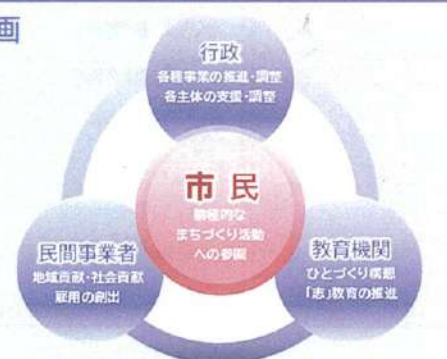 画
行政
各種事業の推進・調整
各主体の支援・調整
市民
積極的な
まちづくり活動
への参画
民間事業者
地域貢献・社会貢献
雇用の創出
教育機関
ひとづくり構想
「志」教育の推進